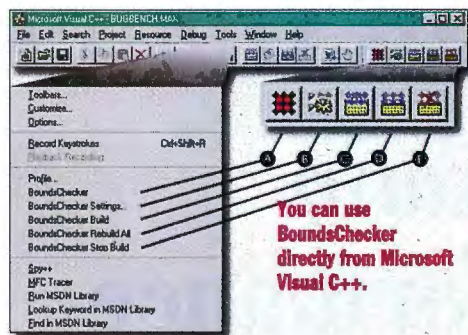 Microsoft Visual C++ - BUGBENCH.MAK
File Edit Search Project Resource Debug Tools Window Help
Toolbars...
Customize...
Options...
Record Keystrokes Ctrl+Shift+R
Playback Recording
Profile...
BoundsChecker
BoundsChecker Settings...
BoundsChecker Build
BoundsChecker Rebuild All
BoundsChecker Stop Build
Spy++
MFC Tracer
Run MSDN Library
Lookup Keyword in MSDN Library
Find in MSDN Library
A B C D E
You can use
BoundsChecker
directly from Microsoft
Visual C++.